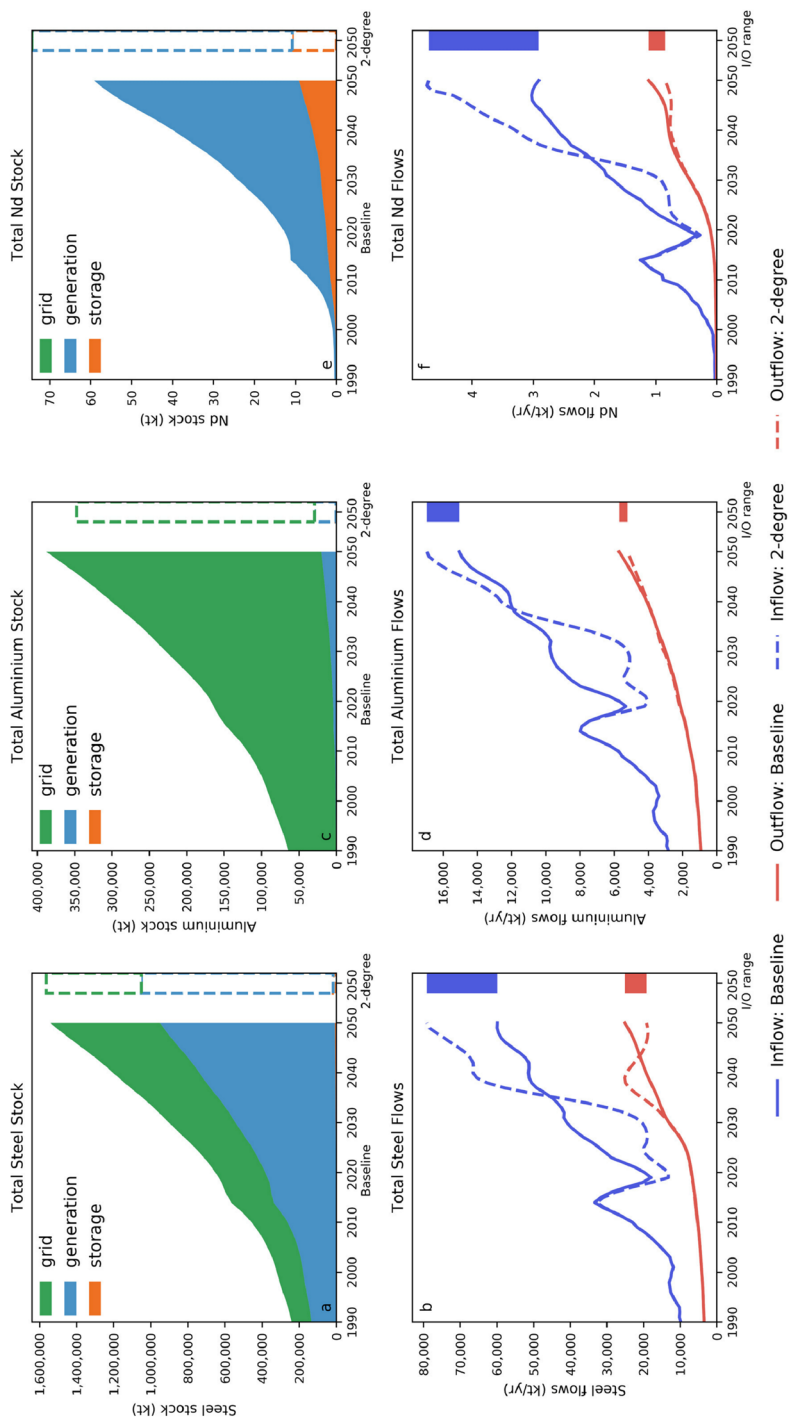 Total Steel Stock
grid
generation
storage
1,600,000
1,400,000
1,200,000
1,000,000
800,000
600,000
400,000
200,000
0
Steel stock (kt)
a
1990
2000
2010
2020
2030
2040
2050
2050
Baseline
2-degree
Total Aluminium Stock
grid
generation
storage
400,000
350,000
300,000
250,000
200,000
150,000
100,000
50,000
0
Aluminium stock (kt)
c
1990
2000
2010
2020
2030
2040
2050
2050
Baseline
2-degree
Total Nd Stock
grid
generation
storage
70
60
50
40
30
20
10
0
Nd stock (kt)
e
1990
2000
2010
2020
2030
2040
2050
2050
Baseline
2-degree
Total Steel Flows
b
80,000
70,000
60,000
50,000
40,000
30,000
20,000
10,000
0
Steel flows (kt/yr)
1990
2000
2010
2020
2030
2040
2050
2050
I/O range
Total Aluminium Flows
d
16,000
14,000
12,000
10,000
8,000
6,000
4,000
2,000
0
Aluminium flows (kt/yr)
1990
2000
2010
2020
2030
2040
2050
2050
I/O range
Total Nd Flows
f
4
3
2
1
0
Nd flows (kt/yr)
1990
2000
2010
2020
2030
2040
2050
2050
I/O range
Inflow: Baseline
Outflow: Baseline
Inflow: 2-degree
Outflow: 2-degree